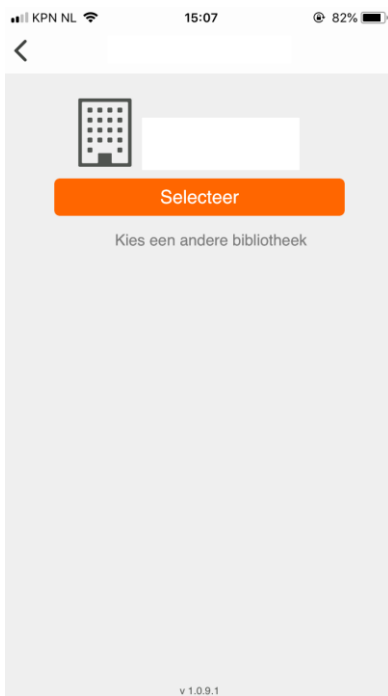 KPN NL 15:07 82%
Selecteer
Kies een andere bibliotheek
v 1.0.9.1